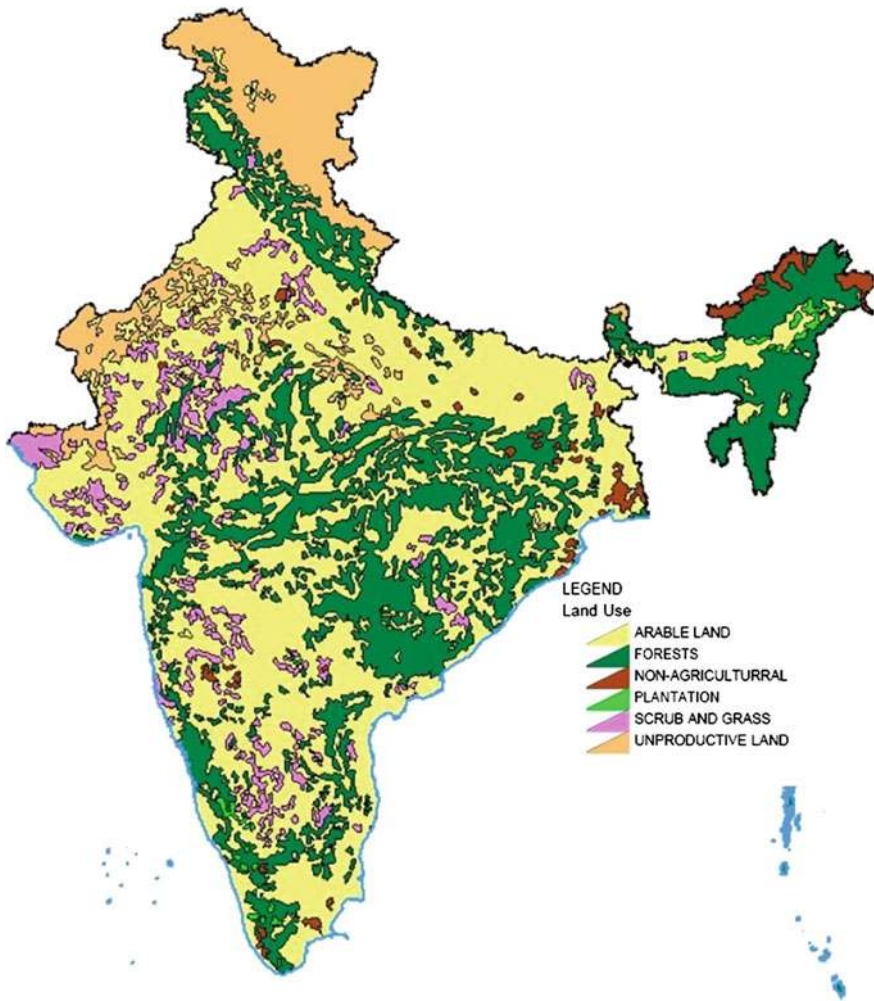 LEGEND
Land Use
ARABLE LAND
FORESTS
NON-AGRICULTURRAL
PLANTATION
SCRUB AND GRASS
UNPRODUCTIVE LAND